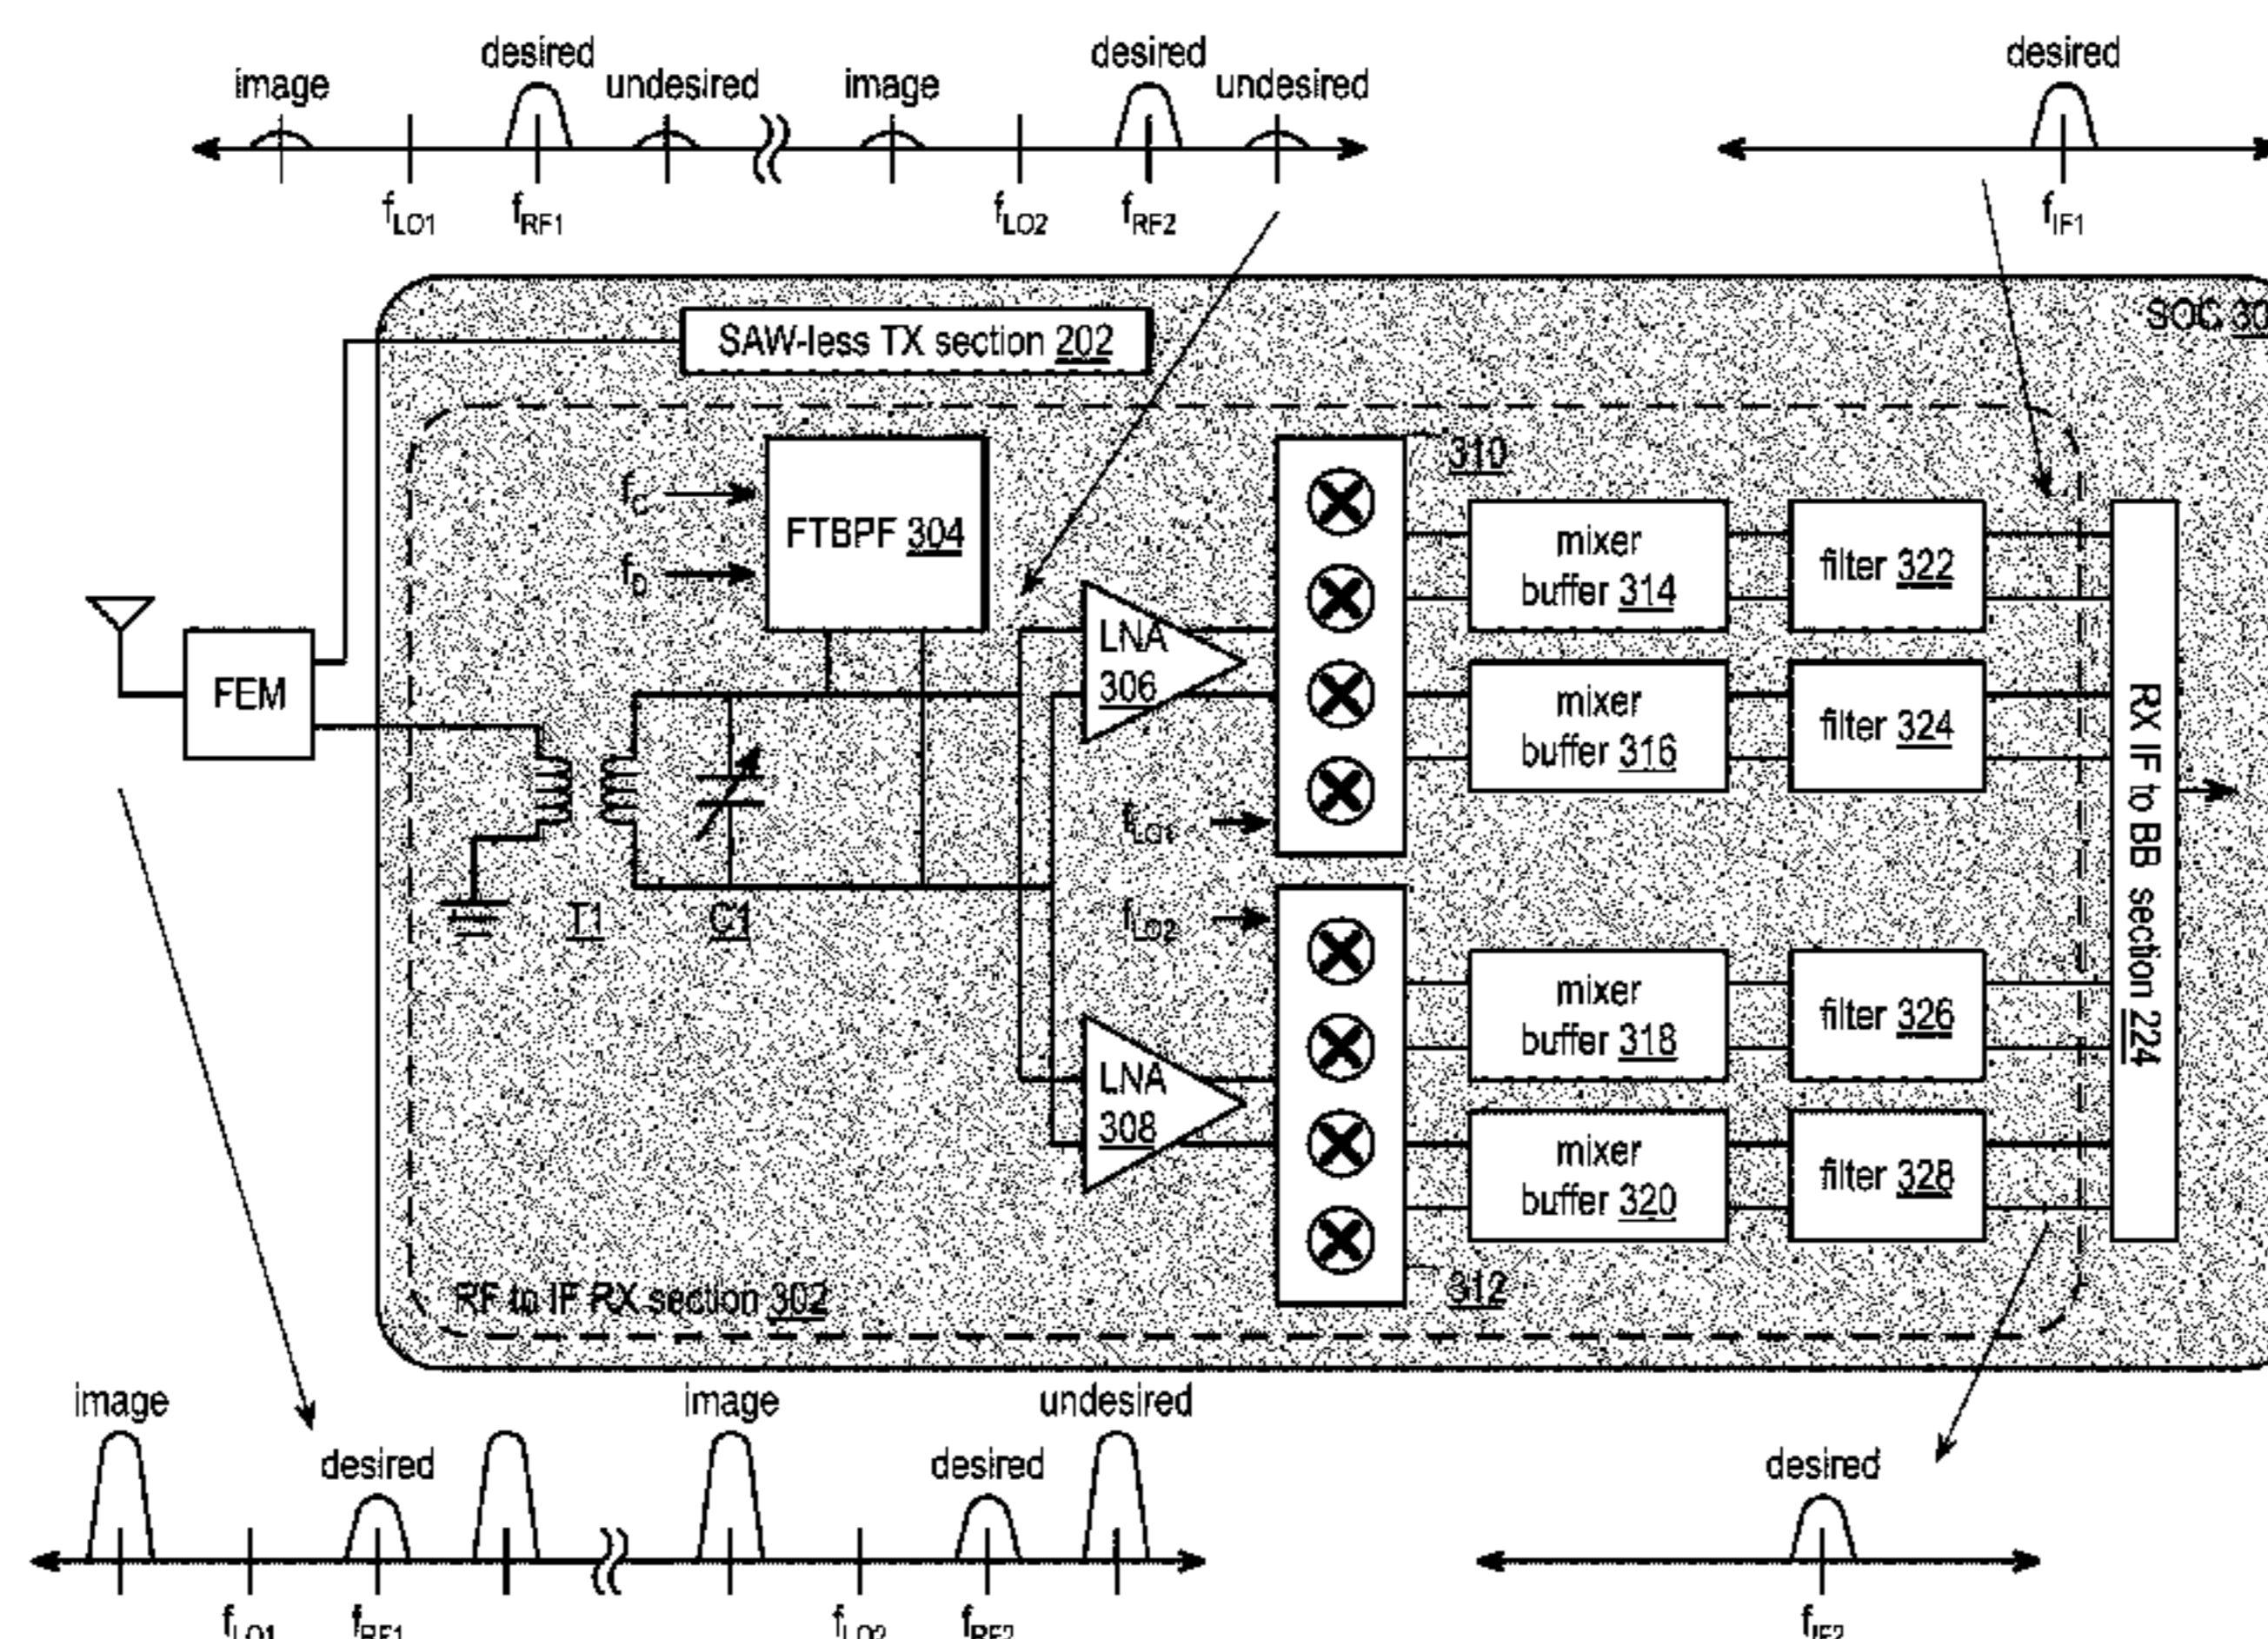 desired
image
undesired
image
desired
undesired
desired
fLO1
fRF1
fLO2
fRF2
fIF1
SAW-less TX section 202
SOC
FTBPF 304
fC
fD
310
mixer
buffer 314
filter 322
LNA
306
FEM
mixer
buffer 316
filter 324
RX IF to BB section 224
fLO1
T1
C1
fLO2
mixer
buffer 318
filter 326
LNA
308
mixer
buffer 320
filter 328
RF to IF RX section 302
312
image
image
undesired
desired
desired
desired
fLO1
fRF1
fLO2
fRF2
fIF2